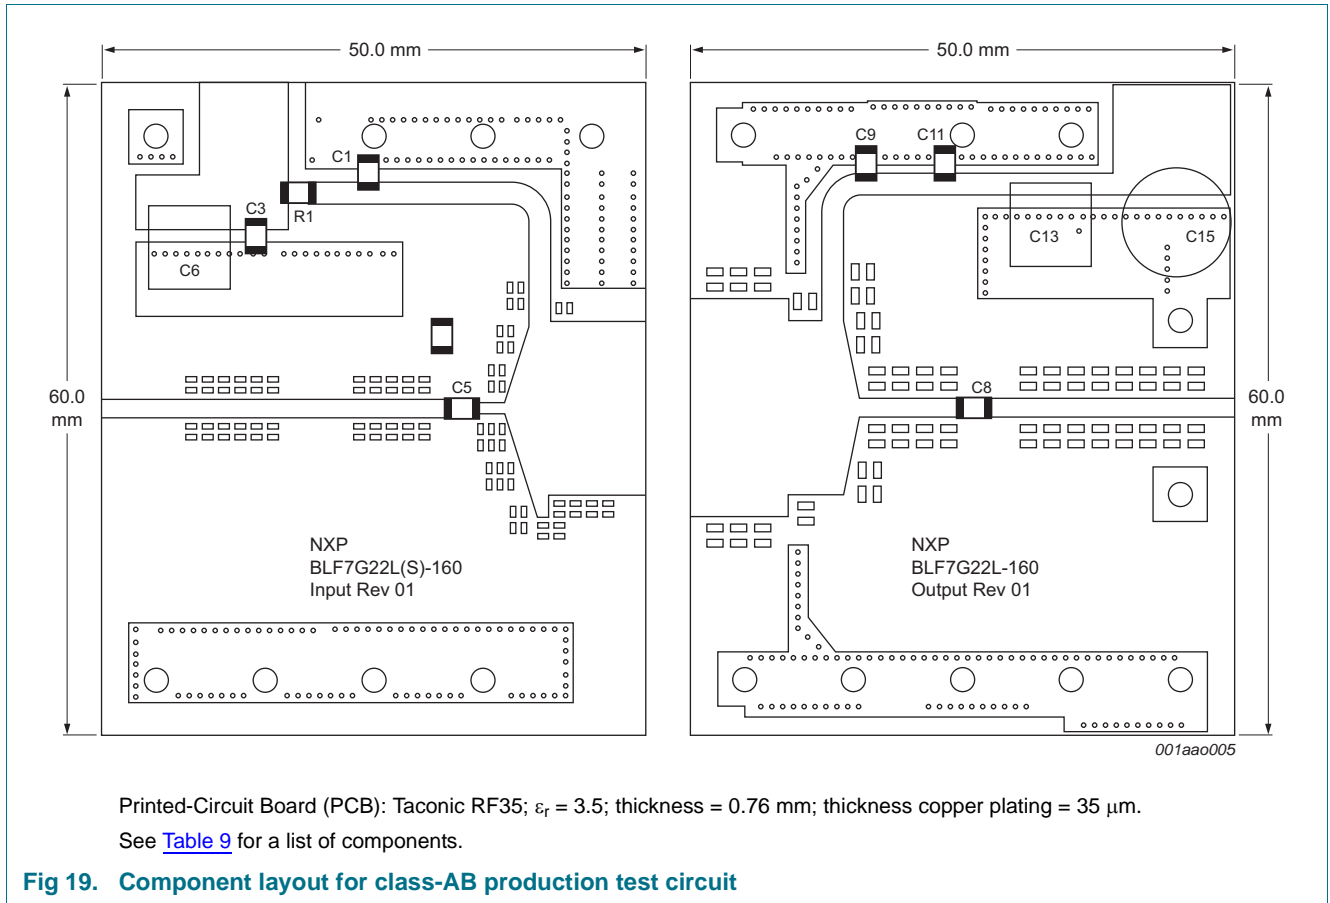 50.0 mm
50.0 mm
C1
C9
C11
C3
R1
C6
C13
C15
60.0
mm
C5
C8
60.0
mm
NXP
BLF7G22L(S)-160
Input Rev 01
NXP
BLF7G22L-160
Output Rev 01
001aao005
Printed-Circuit Board (PCB): Taconic RF35; εr = 3.5; thickness = 0.76 mm; thickness copper plating = 35 μm.
See Table 9 for a list of components.
Fig 19. Component layout for class-AB production test circuit